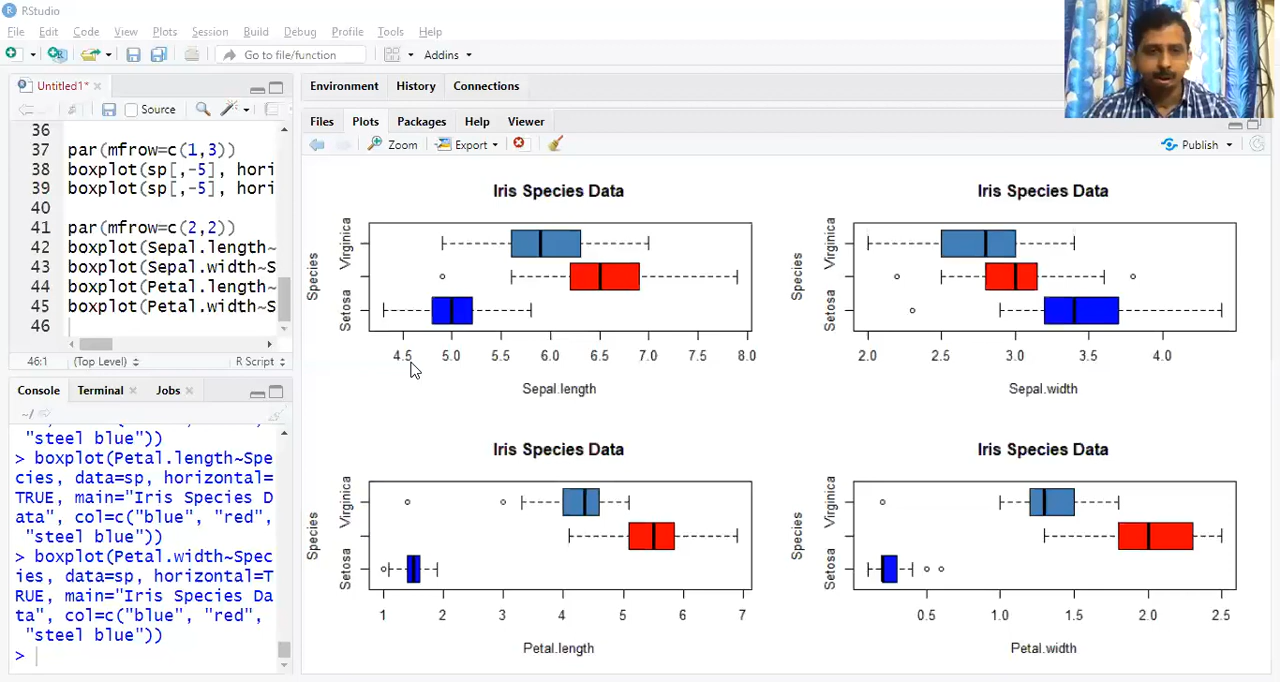 RStudio
File Edit Code View Plots Session Build Debug Profile Tools Help
Go to file/function Addins
Untitled1*
Source
36
37 par(mfrow=c(1,3))
38 boxplot(sp[,-5], hori
39 boxplot(sp[,-5], hori
40
41 par(mfrow=c(2,2))
42 boxplot(Sepal.length~
43 boxplot(Sepal.width~S
44 boxplot(Petal.length~
45 boxplot(Petal.width~S
46
46:1 (Top Level) R Script
Console Terminal Jobs
~/
"steel blue"))
> boxplot(Petal.length~Spe
cies, data=sp, horizontal=
TRUE, main="Iris Species D
ata", col=c("blue", "red",
"steel blue"))
> boxplot(Petal.width~Spec
ies, data=sp, horizontal=T
RUE, main="Iris Species Da
ta", col=c("blue", "red",
"steel blue"))
>
Environment History Connections
Files Plots Packages Help Viewer
Zoom Export Publish
Iris Species Data
Species
Virginica
Setosa
4.5 5.0 5.5 6.0 6.5 7.0 7.5 8.0
Sepal.length
Iris Species Data
Species
Virginica
Setosa
2.0 2.5 3.0 3.5 4.0
Sepal.width
Iris Species Data
Species
Virginica
Setosa
1 2 3 4 5 6 7
Petal.length
Iris Species Data
Species
Virginica
Setosa
0.5 1.0 1.5 2.0 2.5
Petal.width